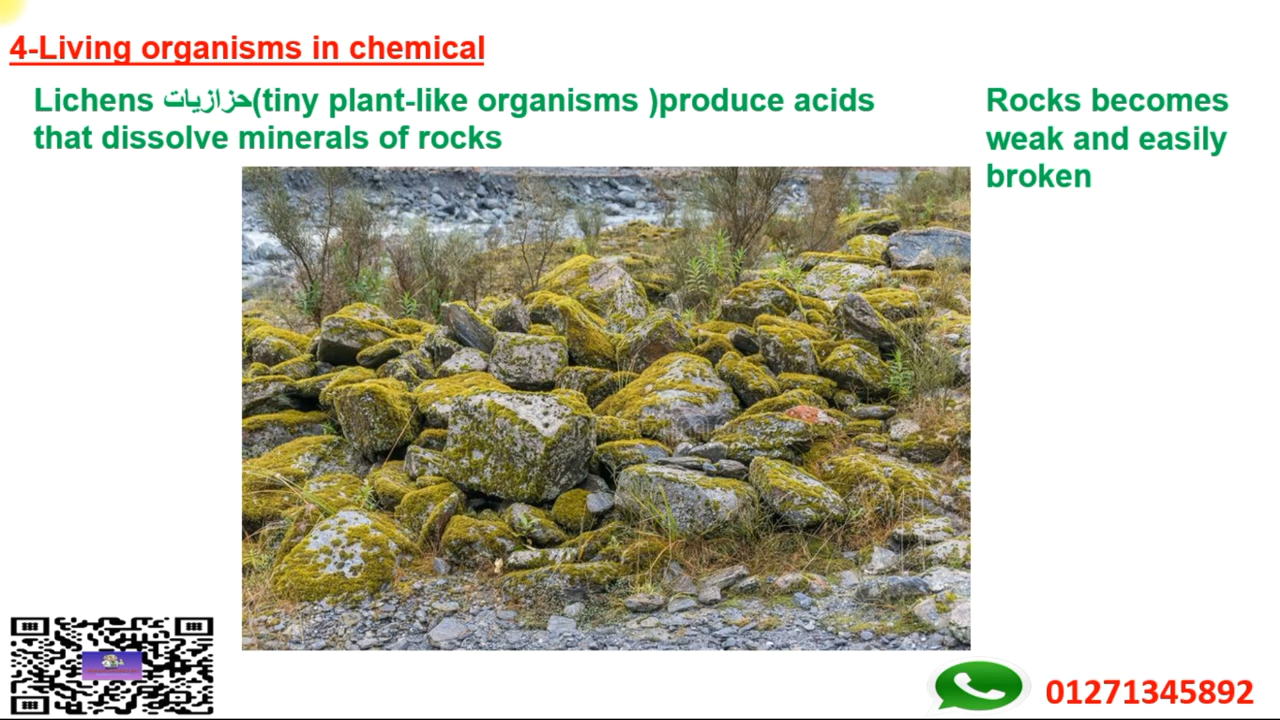 4-Living organisms in chemical
Lichens حزازيات(tiny plant-like organisms )produce acids
that dissolve minerals of rocks
Rocks becomes
weak and easily
broken
01271345892